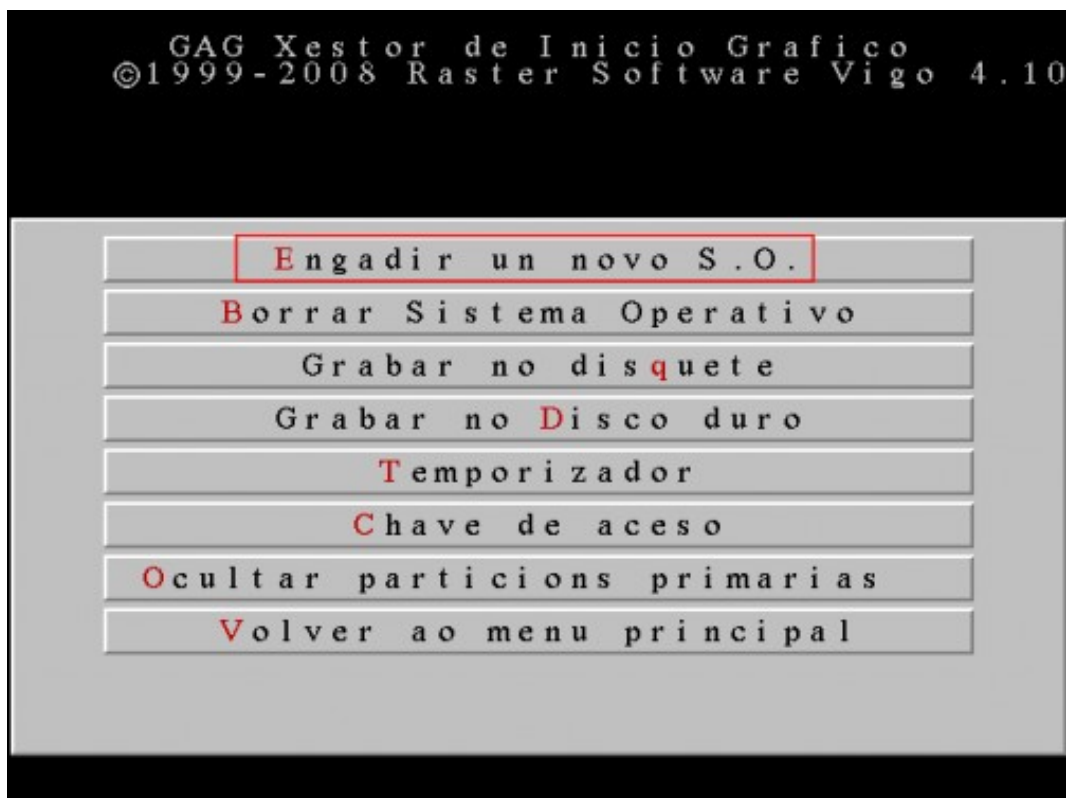 GAG Xestor de Inicio Grafico
©1999-2008 Raster Software Vigo 4.10
Engadir un novo S.O.
Borrar Sistema Operativo
Grabar no disquete
Grabar no Disco duro
Temporizador
Chave de aceso
Ocultar particions primarias
Volver ao menu principal